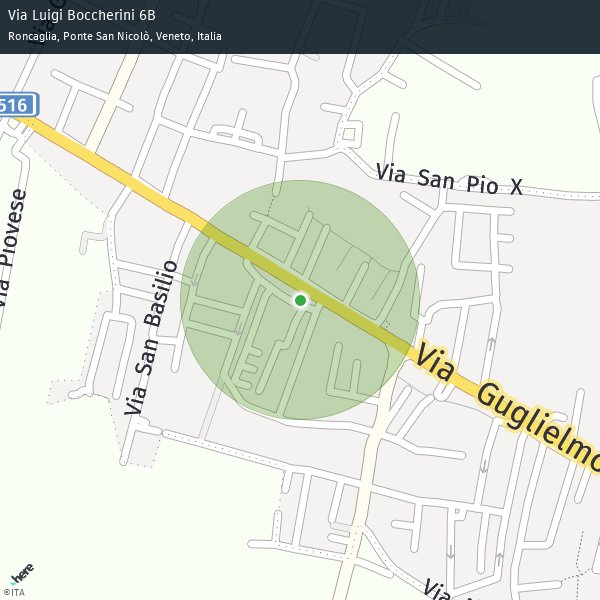 Via Luigi Boccherini 6B
Roncaglia, Ponte San Nicolò, Veneto, Italia
516
Via San Pio X
Via Piovese
Via San Basilio
Via Guglielmo
Via
here
©ITA